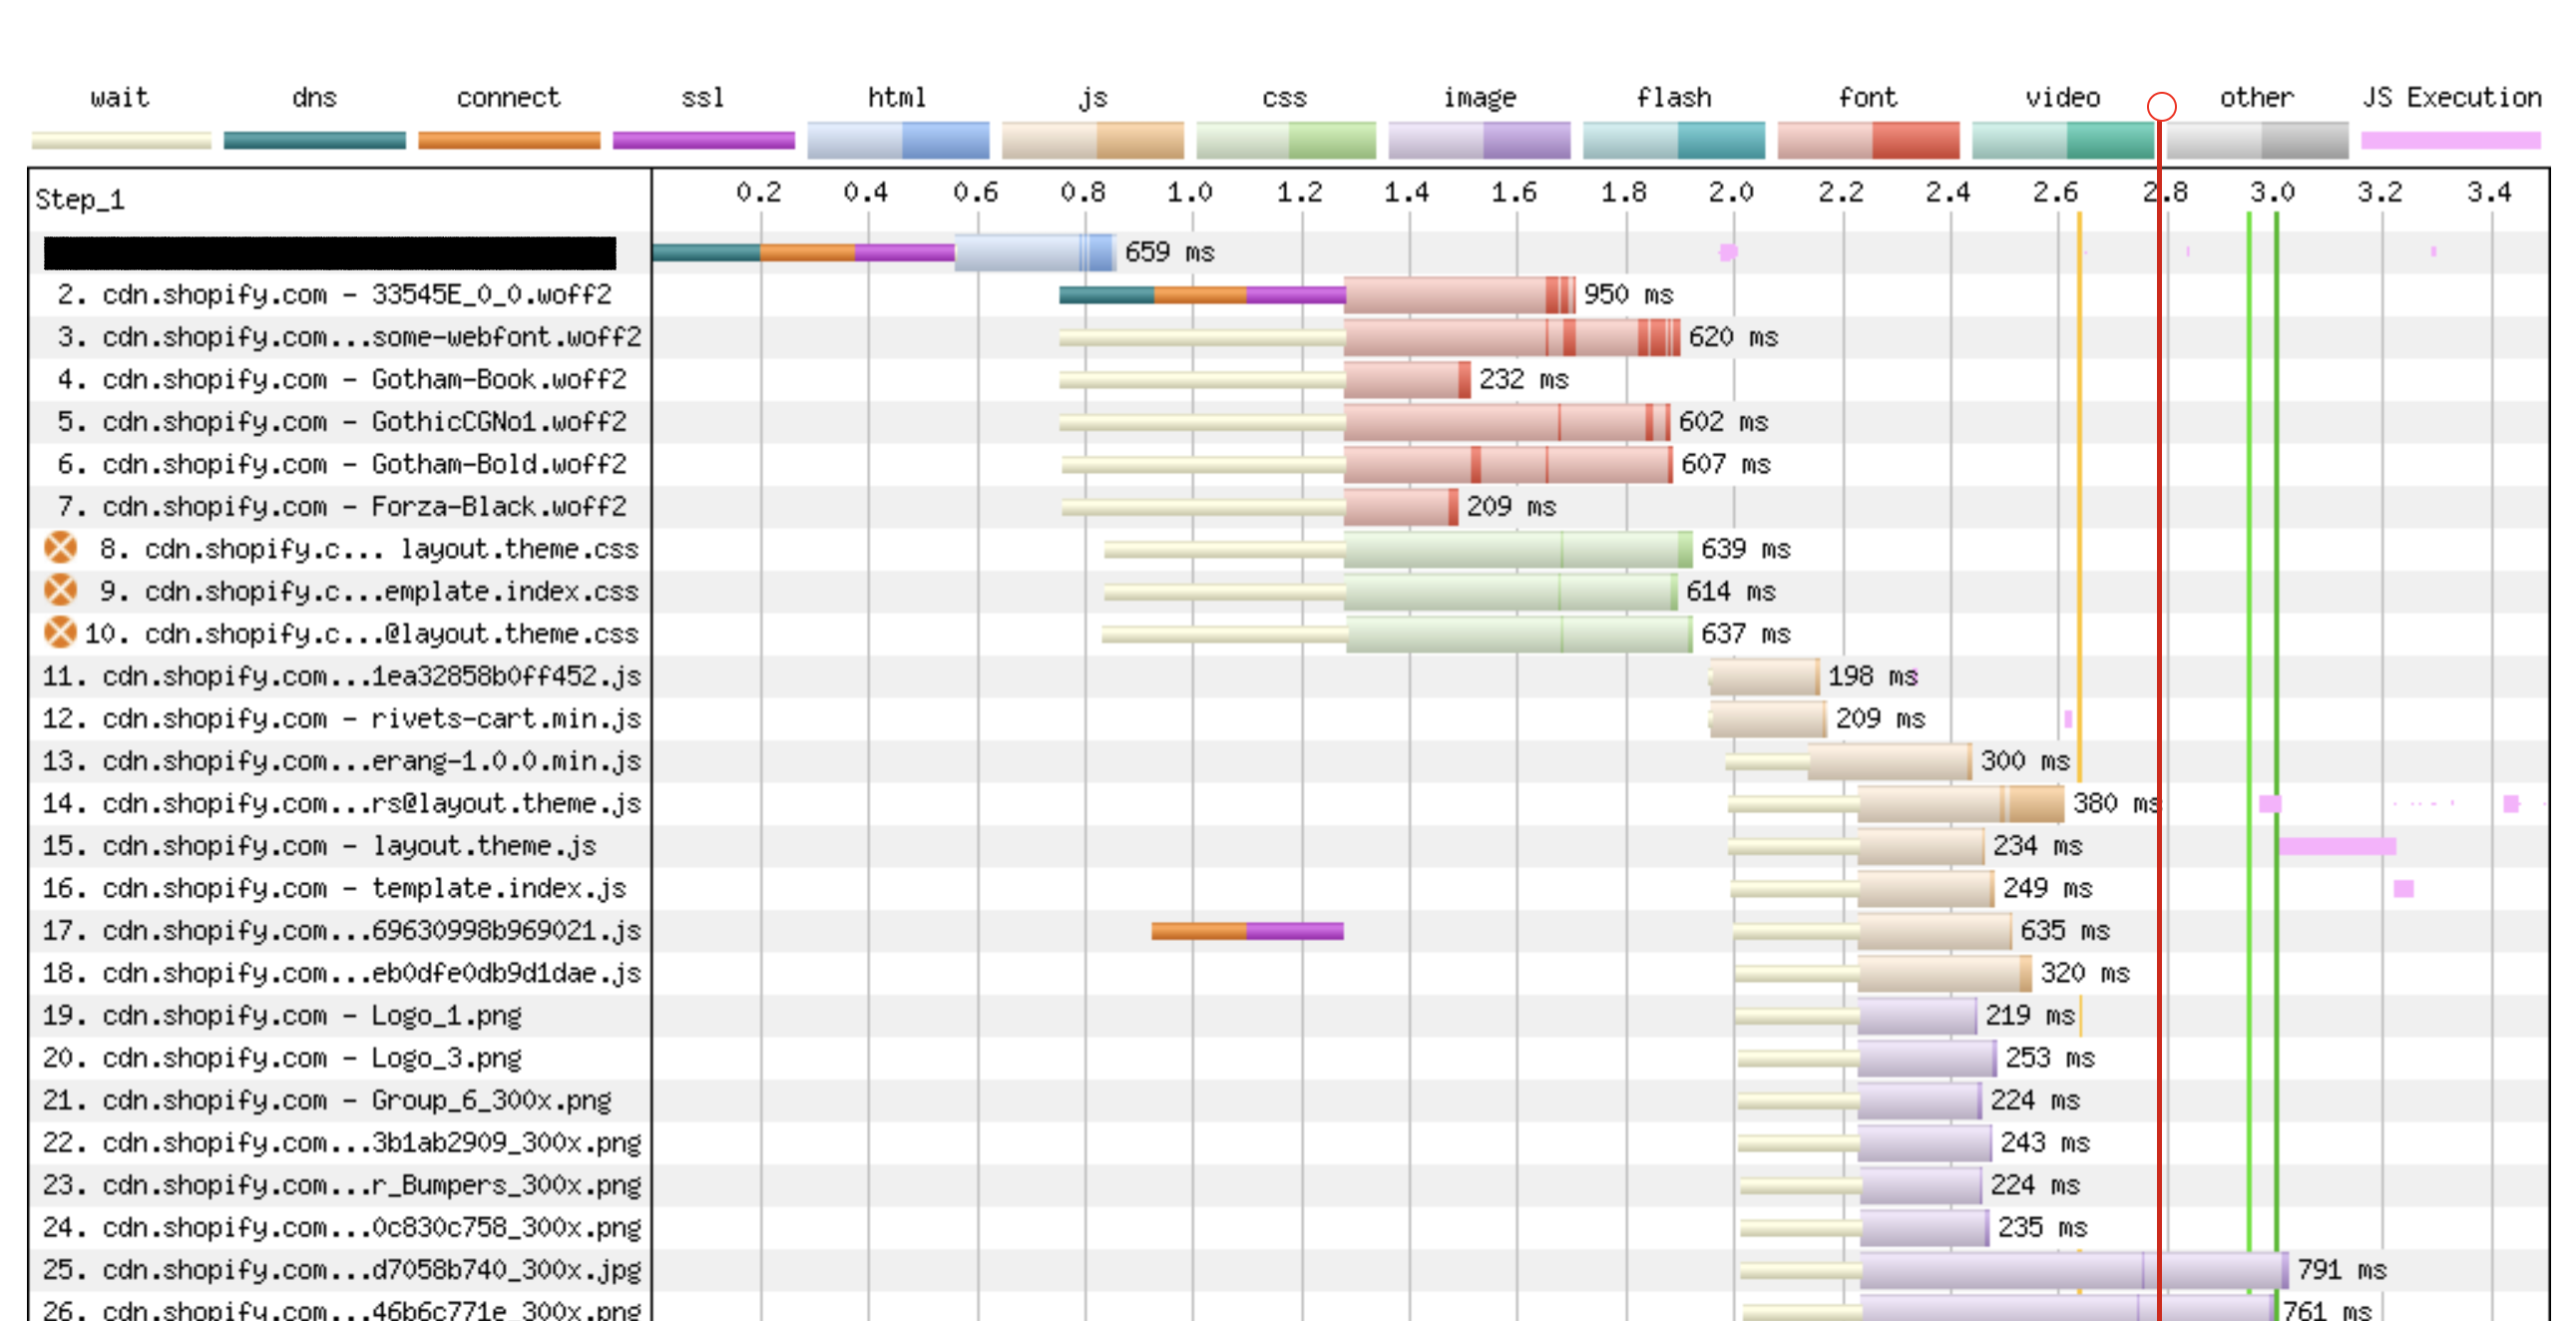 wait dns connect ssl html js css image flash font video other JS Execution
Step_1 0.2 0.4 0.6 0.8 1.0 1.2 1.4 1.6 1.8 2.0 2.2 2.4 2.6 2.8 3.0 3.2 3.4
659 ms
2. cdn.shopify.com - 33545E_0_0.woff2 950 ms
3. cdn.shopify.com...some-webfont.woff2 620 ms
4. cdn.shopify.com - Gotham-Book.woff2 232 ms
5. cdn.shopify.com - GothicCGNo1.woff2 602 ms
6. cdn.shopify.com - Gotham-Bold.woff2 607 ms
7. cdn.shopify.com - Forza-Black.woff2 209 ms
8. cdn.shopify.c... layout.theme.css 639 ms
9. cdn.shopify.c...emplate.index.css 614 ms
10. cdn.shopify.c...@layout.theme.css 637 ms
11. cdn.shopify.com...1ea32858b0ff452.js 198 ms
12. cdn.shopify.com - rivets-cart.min.js 209 ms
13. cdn.shopify.com...erang-1.0.0.min.js 300 ms
14. cdn.shopify.com...rs@layout.theme.js 380 ms
15. cdn.shopify.com - layout.theme.js 234 ms
16. cdn.shopify.com - template.index.js 249 ms
17. cdn.shopify.com...69630998b969021.js 635 ms
18. cdn.shopify.com...eb0dfe0db9d1dae.js 320 ms
19. cdn.shopify.com - Logo_1.png 219 ms
20. cdn.shopify.com - Logo_3.png 253 ms
21. cdn.shopify.com - Group_6_300x.png 224 ms
22. cdn.shopify.com...3b1ab2909_300x.png 243 ms
23. cdn.shopify.com...r_Bumpers_300x.png 224 ms
24. cdn.shopify.com...0c830c758_300x.png 235 ms
25. cdn.shopify.com...d7058b740_300x.jpg 791 ms
26. cdn.shopify.com...46b6c771e_300x.png 761 ms